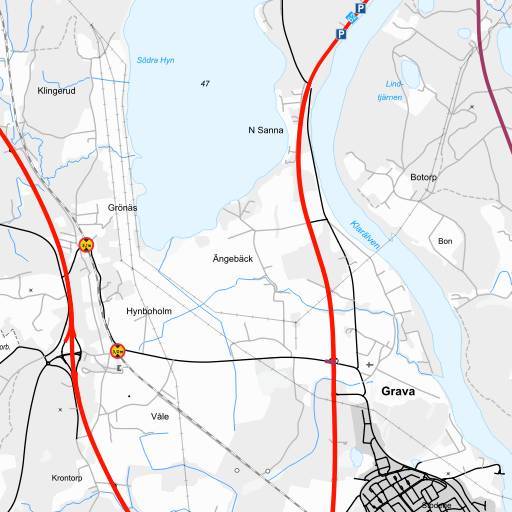 P
P
Södra Hyn
47
Klingerud
Lind-
tjärnen
N Sanna
Botorp
Grönäs
Klarälven
Bon
Ängebäck
Hynboholm
Grava
Våle
Krontorp